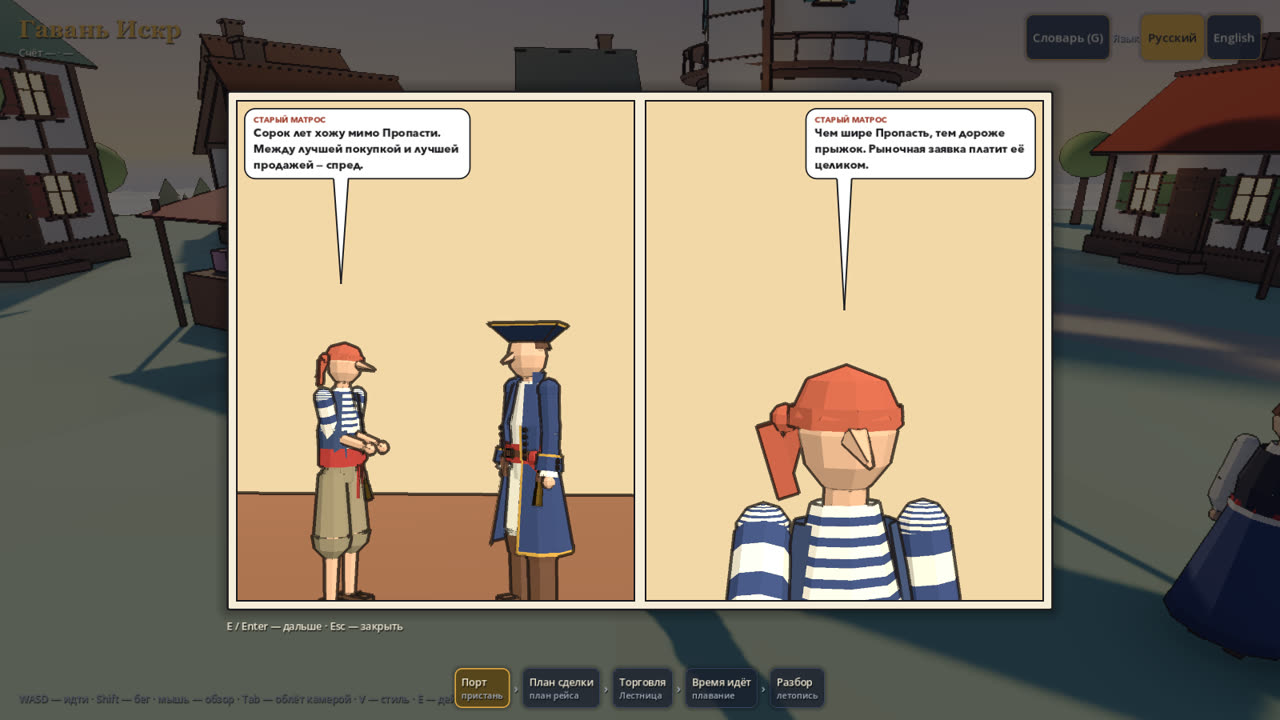 Гавань Искр
Счёт — · —
Словарь (G)
Язык
Русский
English
СТАРЫЙ МАТРОС
Сорок лет хожу мимо Пропасти.
Между лучшей покупкой и лучшей
продажей — спред.
СТАРЫЙ МАТРОС
Чем шире Пропасть, тем дороже
прыжок. Рыночная заявка платит её
целиком.
E / Enter — дальше · Esc — закрыть
WASD — идти · Shift — бег · мышь — обзор · Tab — облёт камерой · V — стиль · E —
Порт
пристань
›
План сделки
план рейса
›
Торговля
Лестница
›
Время идёт
плавание
›
Разбор
летопись